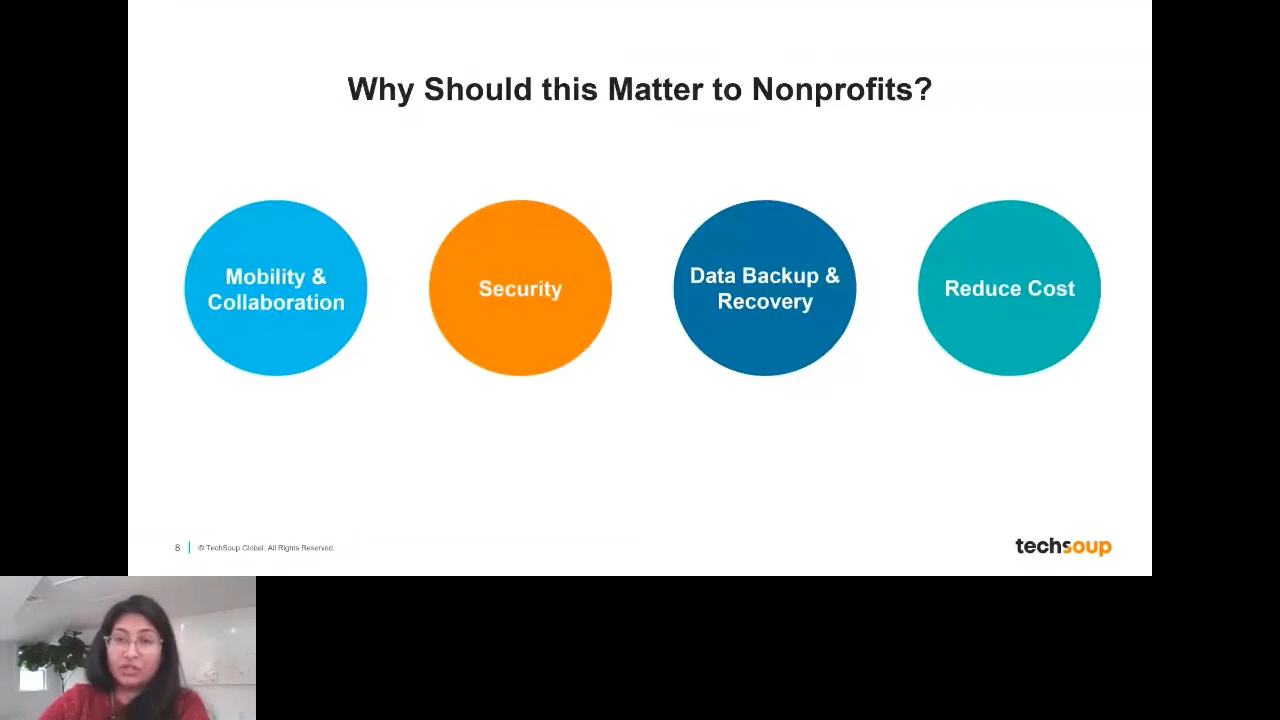 Why Should this Matter to Nonprofits?
Mobility &
Collaboration
Security
Data Backup &
Recovery
Reduce Cost
8
© TechSoup Global. All Rights Reserved.
techsoup